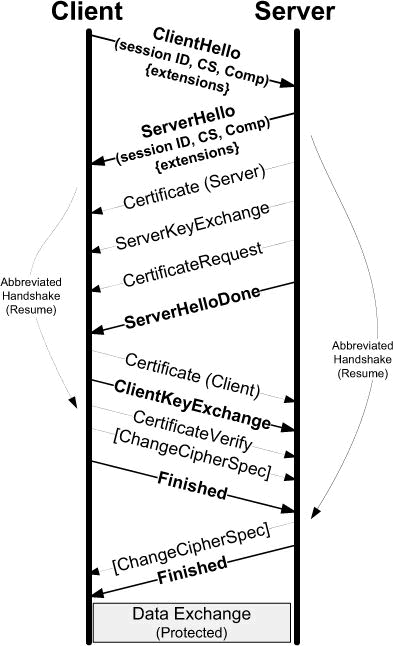 Client
Server
ClientHello
(session ID, CS, Comp)
{extensions}
ServerHello
(session ID, CS, Comp)
{extensions}
Certificate (Server)
ServerKeyExchange
CertificateRequest
ServerHelloDone
Abbreviated
Handshake
(Resume)
Abbreviated
Handshake
(Resume)
Certificate (Client)
ClientKeyExchange
CertificateVerify
[ChangeCipherSpec]
Finished
[ChangeCipherSpec]
Finished
Data Exchange
(Protected)